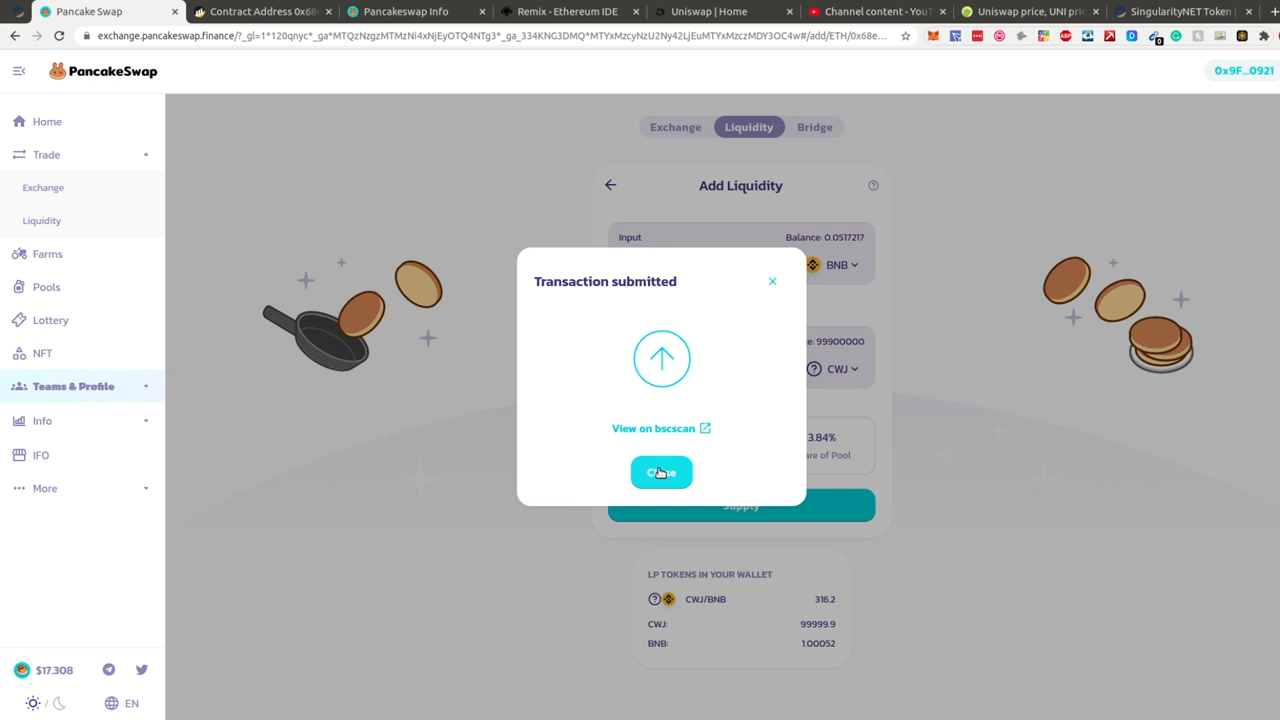 Pancake Swap
Contract Address 0x68
Pancakeswap Info
Remix - Ethereum IDE
Uniswap | Home
Channel content - YouT
Uniswap price, UNI pri
SingularityNET Token |
exchange.pancakeswap.finance/?_gl=1*120qnyc*_ga*MTQzNzgzMTMzNi4xNjEyOTQ4NTg3*_ga_334KNG3DMQ*MTYxMzcyNzU2Ny42LjEuMTYxMzczMDY3OC4w#/add/ETH/0x68e...
PancakeSwap
0x9F...0921
Home
Trade
Exchange
Liquidity
Farms
Pools
Lottery
NFT
Teams & Profile
Info
IFO
More
$17.308
/
EN
Exchange
Liquidity
Bridge
Add Liquidity
Input
Balance: 0.0517217
BNB
e: 99900000
CWJ
3.84%
are of Pool
Supply
Transaction submitted
View on bscscan
LP TOKENS IN YOUR WALLET
CWJ/BNB
316.2
CWJ:
99999.9
BNB:
1.00052